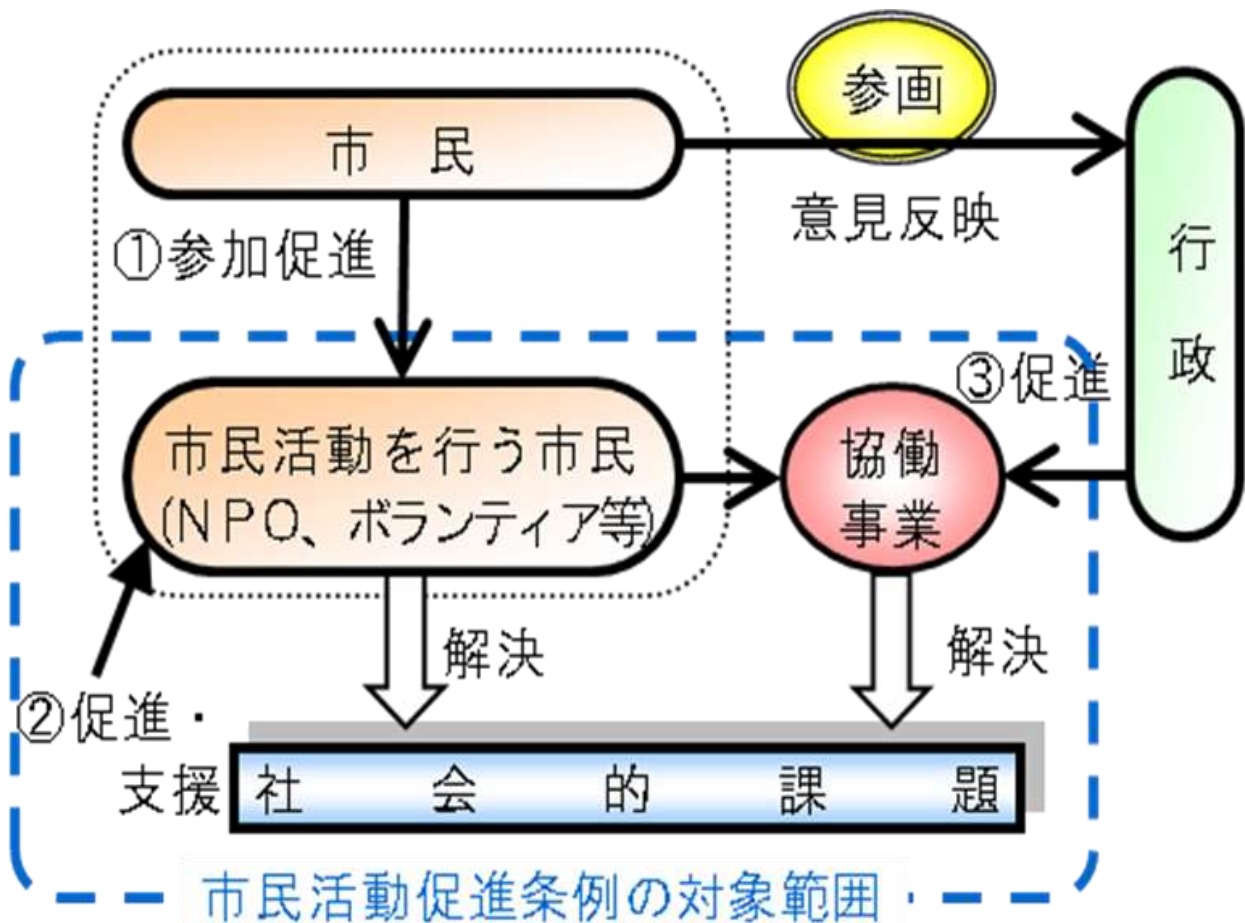 参画
市 民
意見反映
①参加促進
行政
③促進
市民活動を行う市民
(NPO、ボランティア等)
協働
事業
解決
解決
②促進・
支援
社会的課題
市民活動促進条例の対象範囲